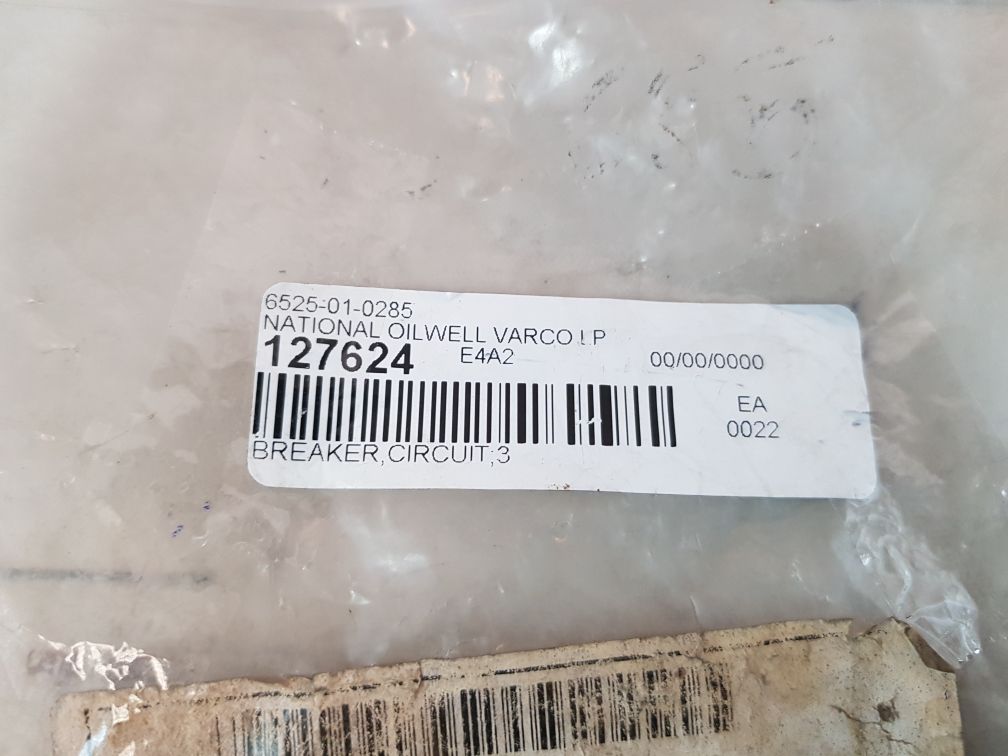 6525-01-0285
NATIONAL OILWELL VARCO LP
127624 E4A2 00/00/0000
EA
0022
BREAKER,CIRCUIT;3